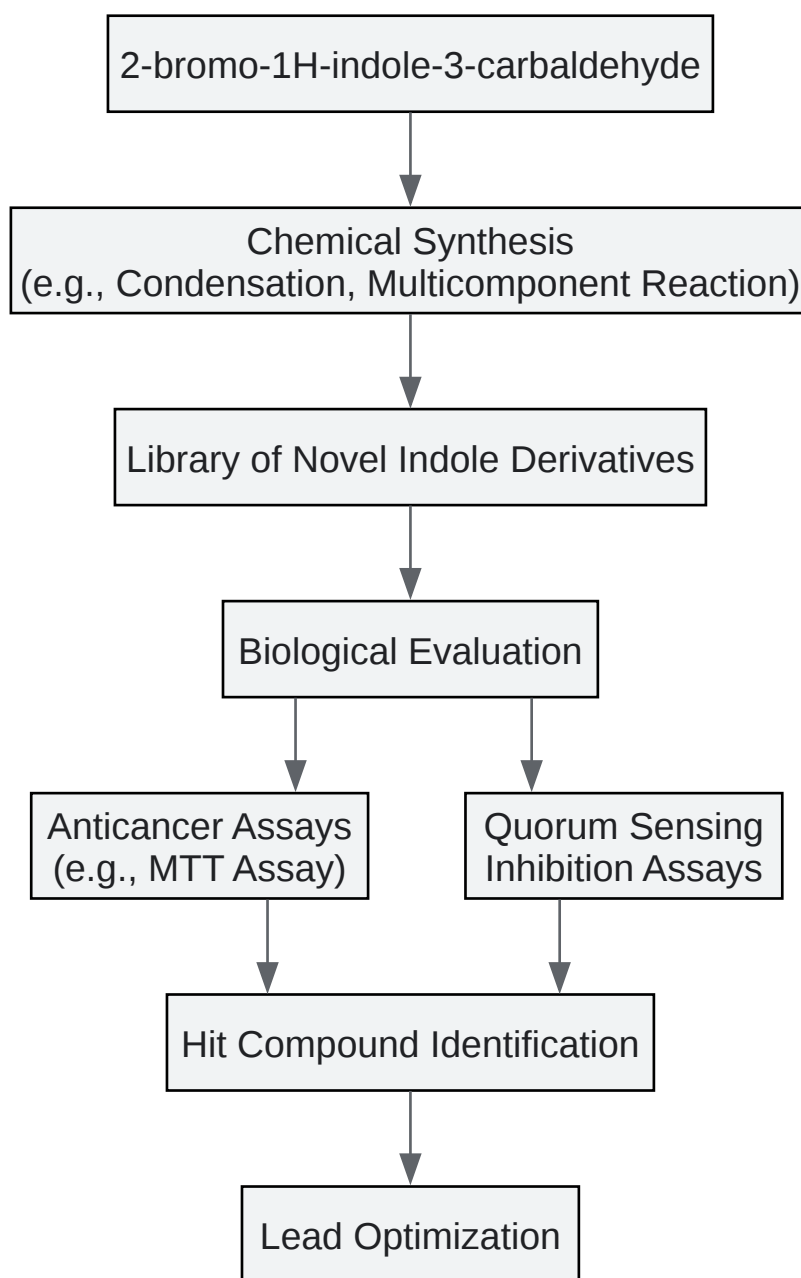 2-bromo-1H-indole-3-carbaldehyde
Chemical Synthesis
(e.g., Condensation, Multicomponent Reaction)
Library of Novel Indole Derivatives
Biological Evaluation
Anticancer Assays
(e.g., MTT Assay)
Quorum Sensing
Inhibition Assays
Hit Compound Identification
Lead Optimization